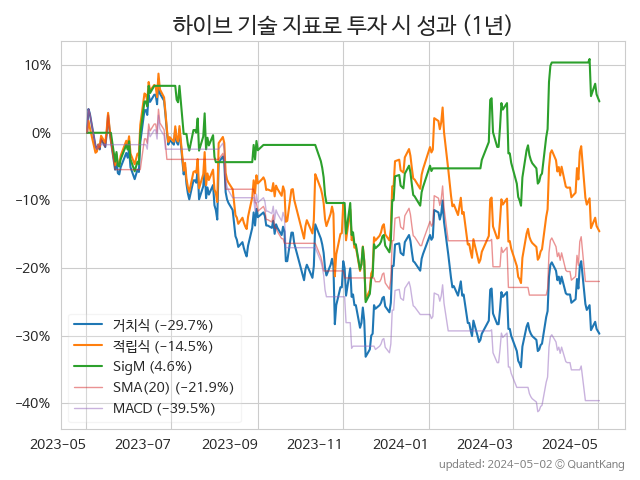 하이브 기술 지표로 투자 시 성과 (1년)
10%
0%
−10%
−20%
−30%
−40%
거치식 (−29.7%)
적립식 (−14.5%)
SigM (4.6%)
SMA(20) (−21.9%)
MACD (−39.5%)
2023-05
2023-07
2023-09
2023-11
2024-01
2024-03
2024-05
updated: 2024-05-02 ⓒ QuantKang